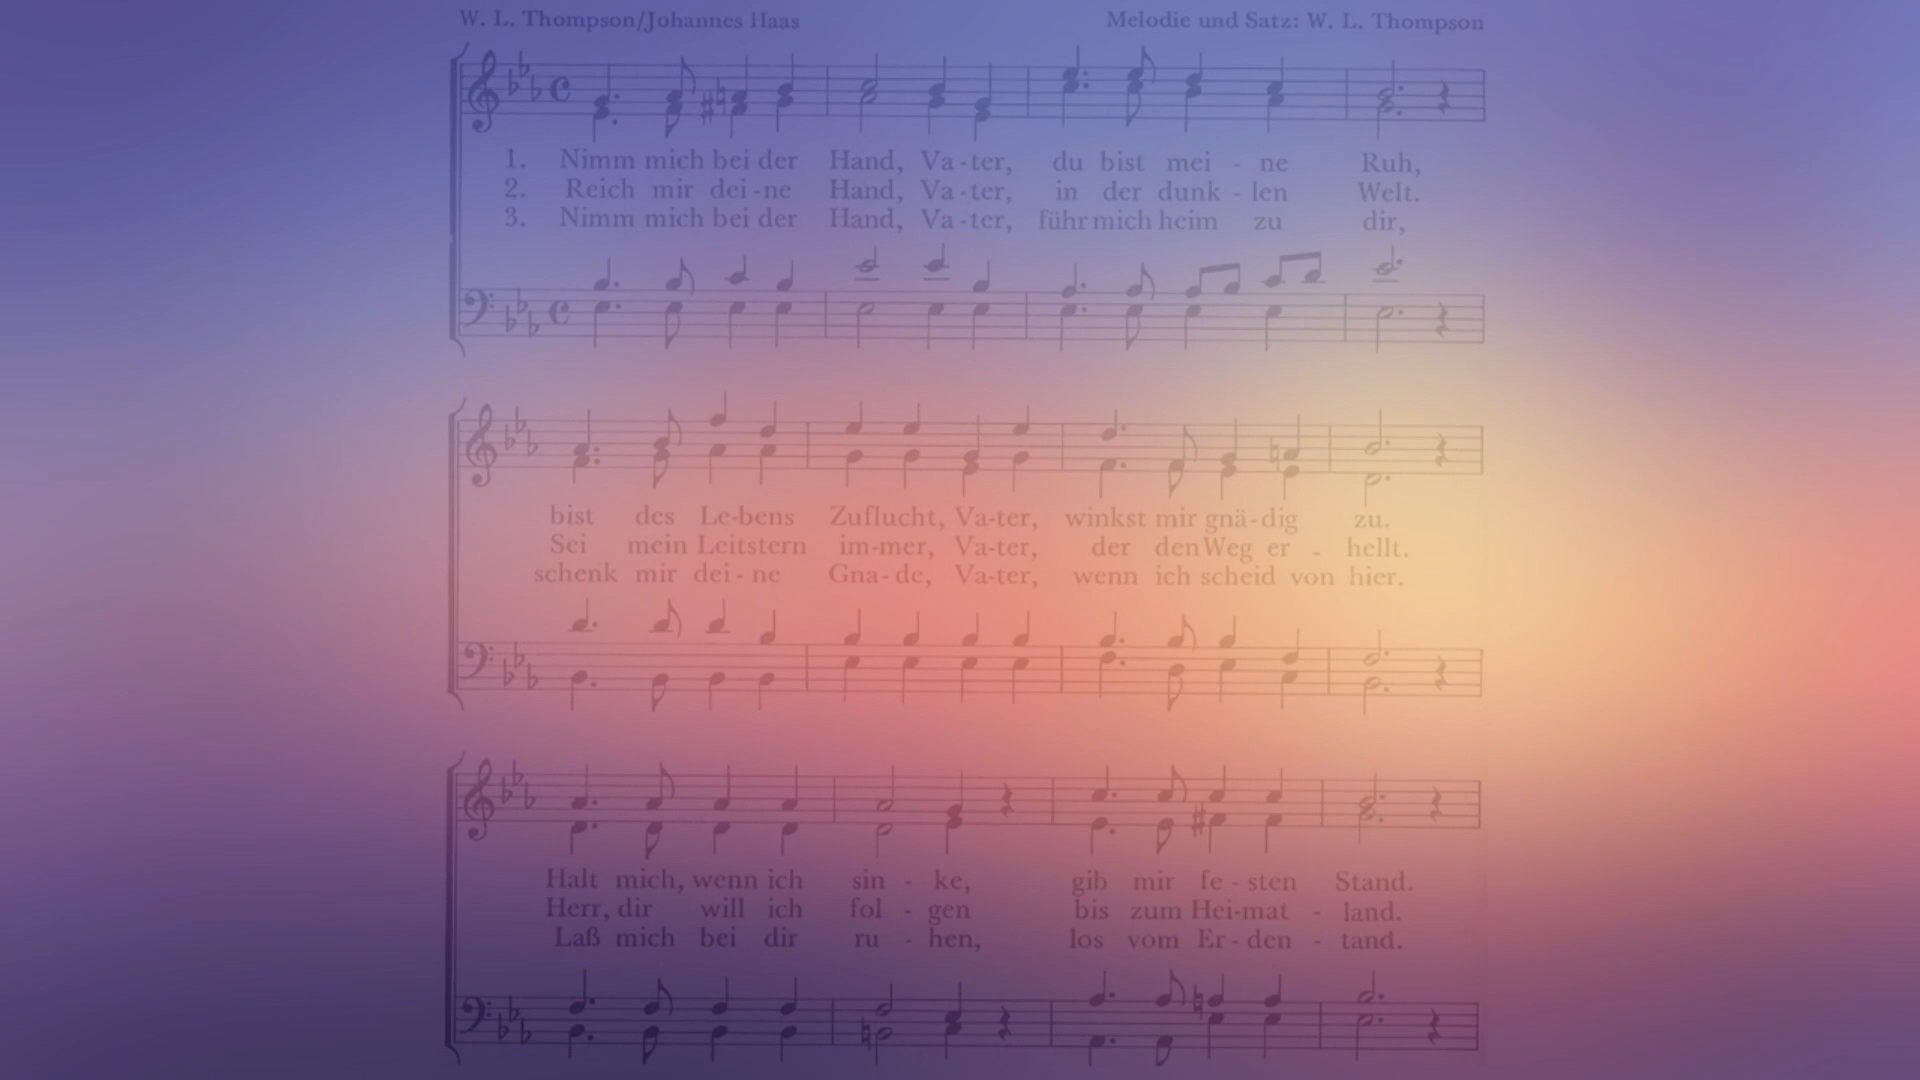 W. L. Thompson/Johannes Haas
Melodie und Satz: W. L. Thompson
1. Nimm mich bei der Hand, Va-ter, du bist mei - ne Ruh,
2. Reich mir dei-ne Hand, Va-ter, in der dunk - len Welt.
3. Nimm mich bei der Hand, Va-ter, führ mich heim zu dir,
bist des Le-bens Zuflucht, Va-ter, winkst mir gnä-dig zu.
Sei mein Leitstern im-mer, Va-ter, der den Weg er - hellt.
schenk mir dei - ne Gna-de, Va-ter, wenn ich scheid von hier.
Halt mich, wenn ich sin - ke, gib mir fe - sten Stand.
Herr, dir will ich fol - gen bis zum Hei-mat - land.
Laß mich bei dir ru - hen, los vom Er - den - tand.